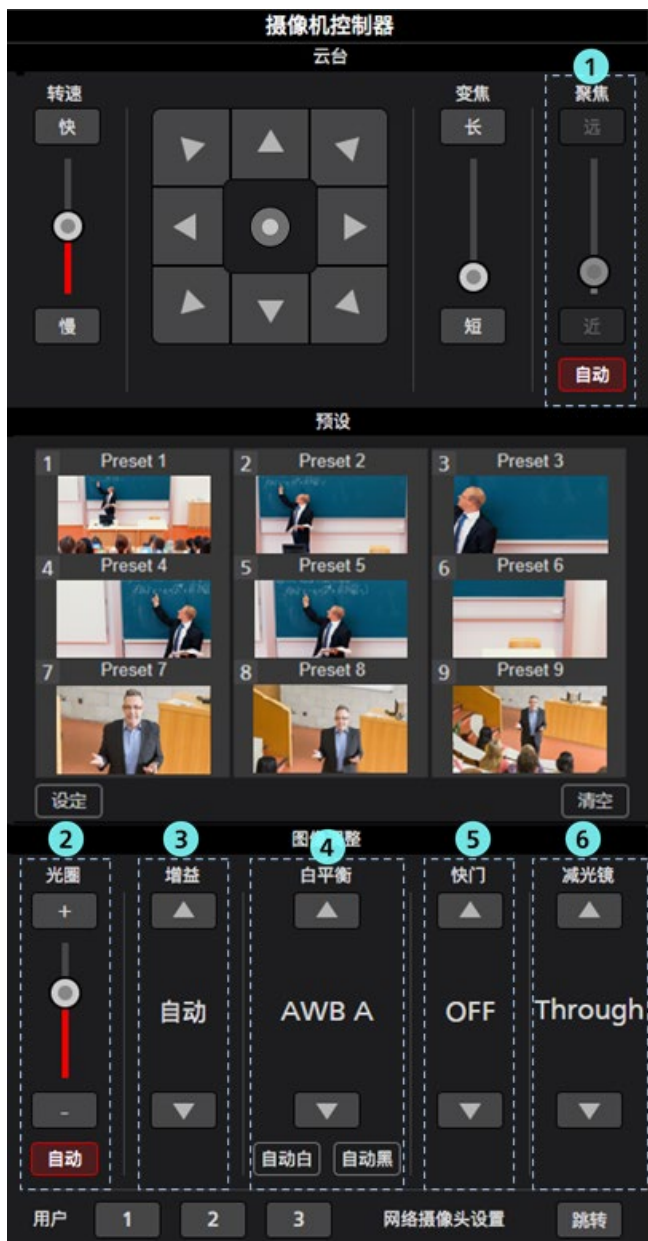 摄像机控制器
云台
1
转速 变焦 聚焦
快 长 远
慢 短 近
自动
预设
1 Preset 1 2 Preset 2 3 Preset 3
4 Preset 4 5 Preset 5 6 Preset 6
7 Preset 7 8 Preset 8 9 Preset 9
设定 清空
图像调整
2 3 4 5 6
光圈 增益 白平衡 快门 减光镜
+
自动 AWB A OFF Through
-
自动 自动白 自动黑
用户 1 2 3 网络摄像头设置 跳转